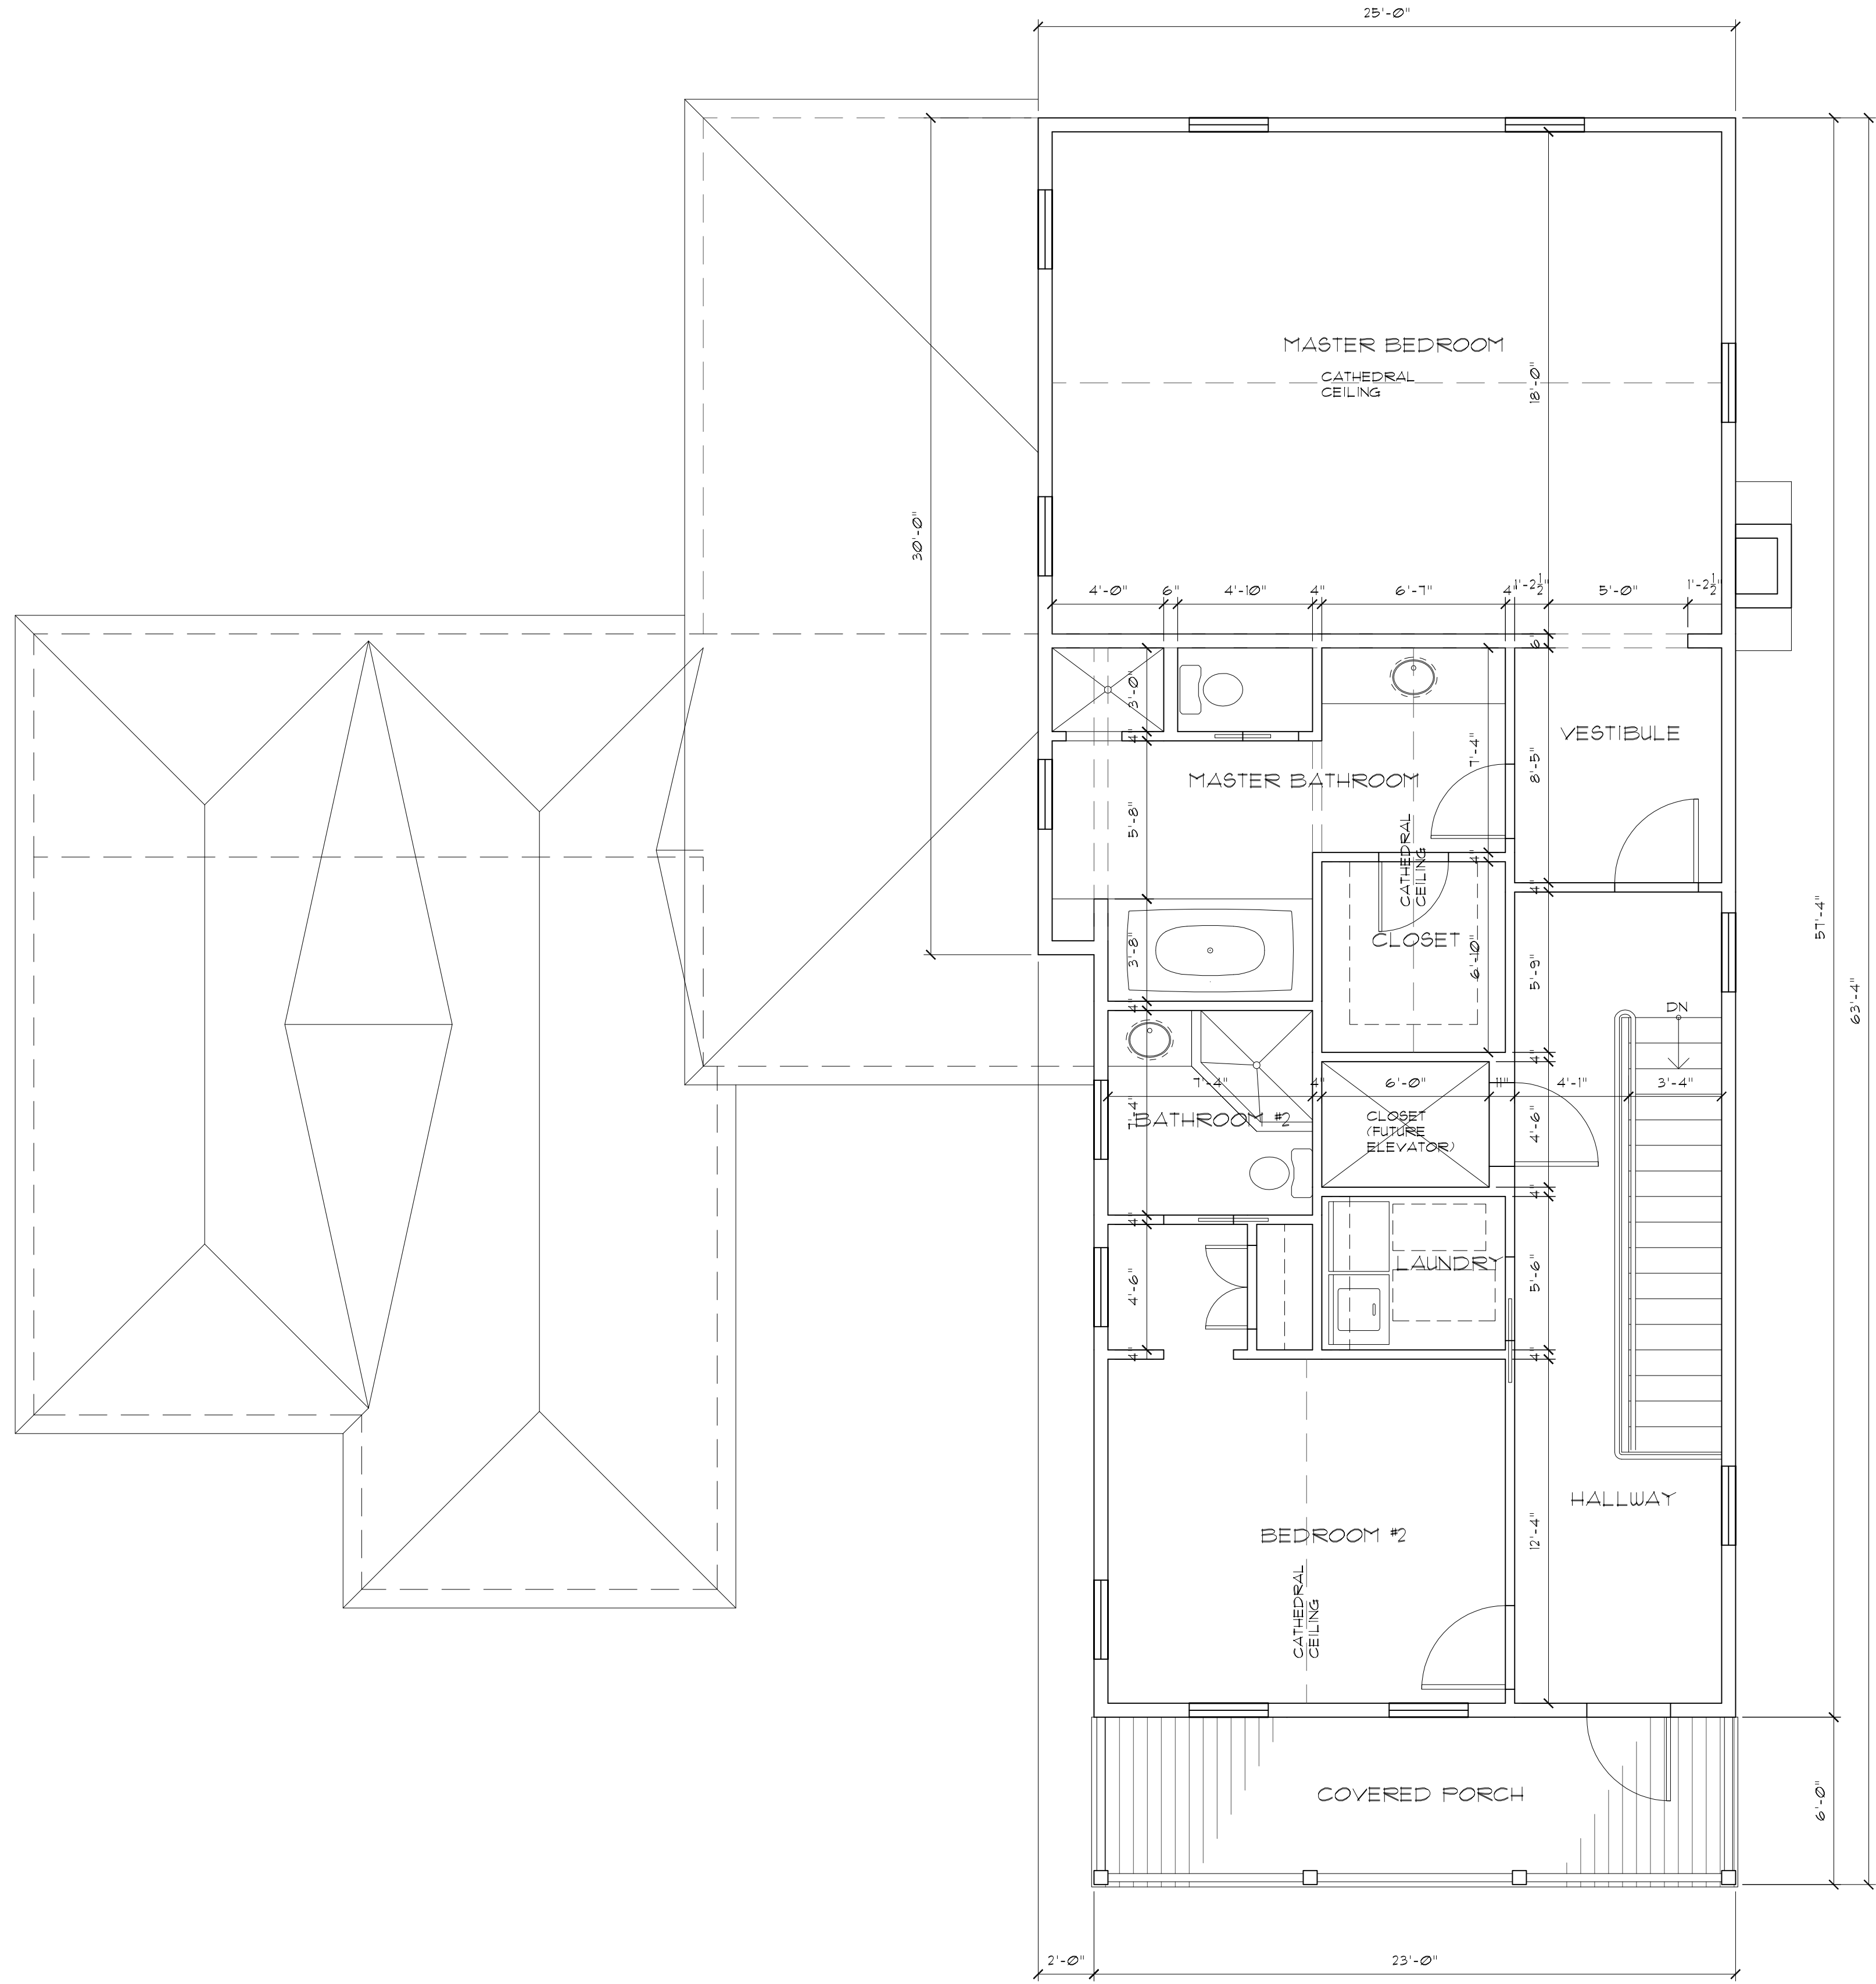 25'-0"
MASTER BEDROOM
CATHEDRAL
CEILING
18'-0"
30'-0"
4'-0"
6"
4'-10"
4"
6'-7"
4"
1'-2½"
5'-0"
1'-2½"
6"
3'-0"
4"
VESTIBULE
7'-4"
8'-5"
MASTER BATHROOM
5'-8"
CATHEDRAL
CEILING
4"
4"
57'-4"
CLOSET
3'-8"
6'-10"
5'-9"
4"
63'-4"
DN
4"
7'-4"
4"
6'-0"
11"
4'-1"
3'-4"
7'-4"
BATHROOM #2
CLOSET
(FUTURE
ELEVATOR)
4'-6"
4"
4"
LAUNDRY
4'-6"
5'-6"
4"
4"
HALLWAY
BEDROOM #2
12'-4"
CATHEDRAL
CEILING
COVERED PORCH
6'-0"
2'-0"
23'-0"